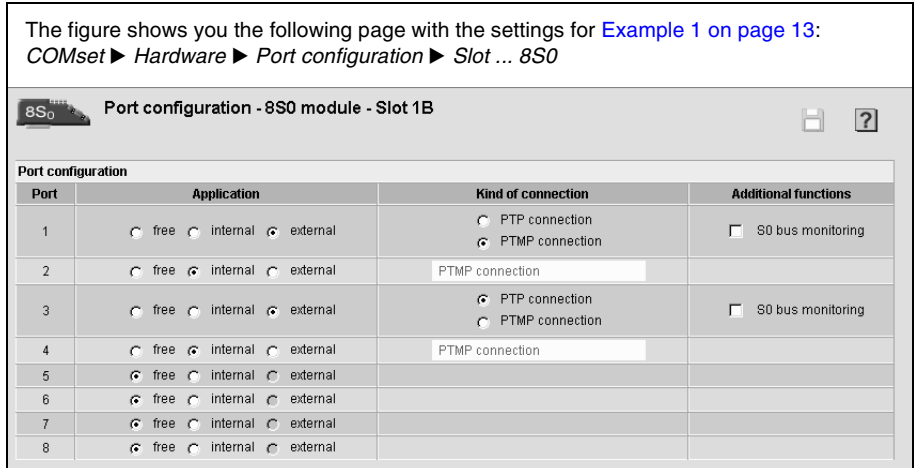 The figure shows you the following page with the settings for Example 1 on page 13:
COMset ▶ Hardware ▶ Port configuration ▶ Slot ... 8S0
8S0 Port configuration - 8S0 module - Slot 1B ?
Port configuration
Port Application Kind of connection Additional functions
1 free internal external PTP connection PTMP connection S0 bus monitoring
2 free internal external PTMP connection
3 free internal external PTP connection PTMP connection S0 bus monitoring
4 free internal external PTMP connection
5 free internal external
6 free internal external
7 free internal external
8 free internal external